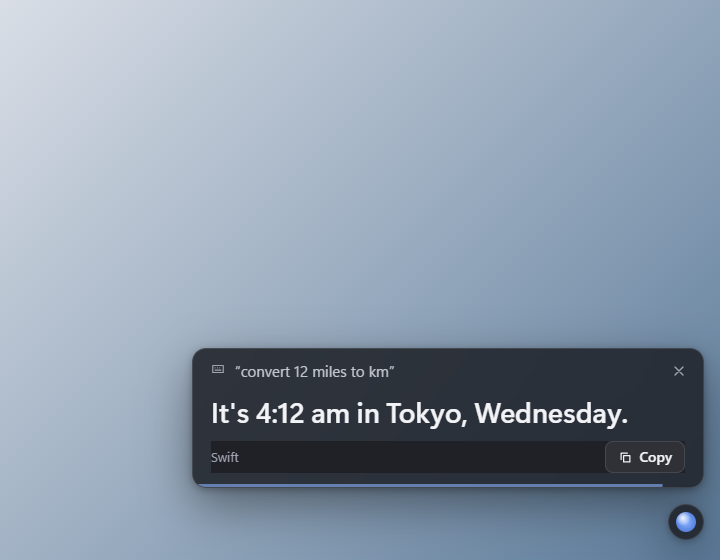 “convert 12 miles to km”
It's 4:12 am in Tokyo, Wednesday.
Swift
Copy